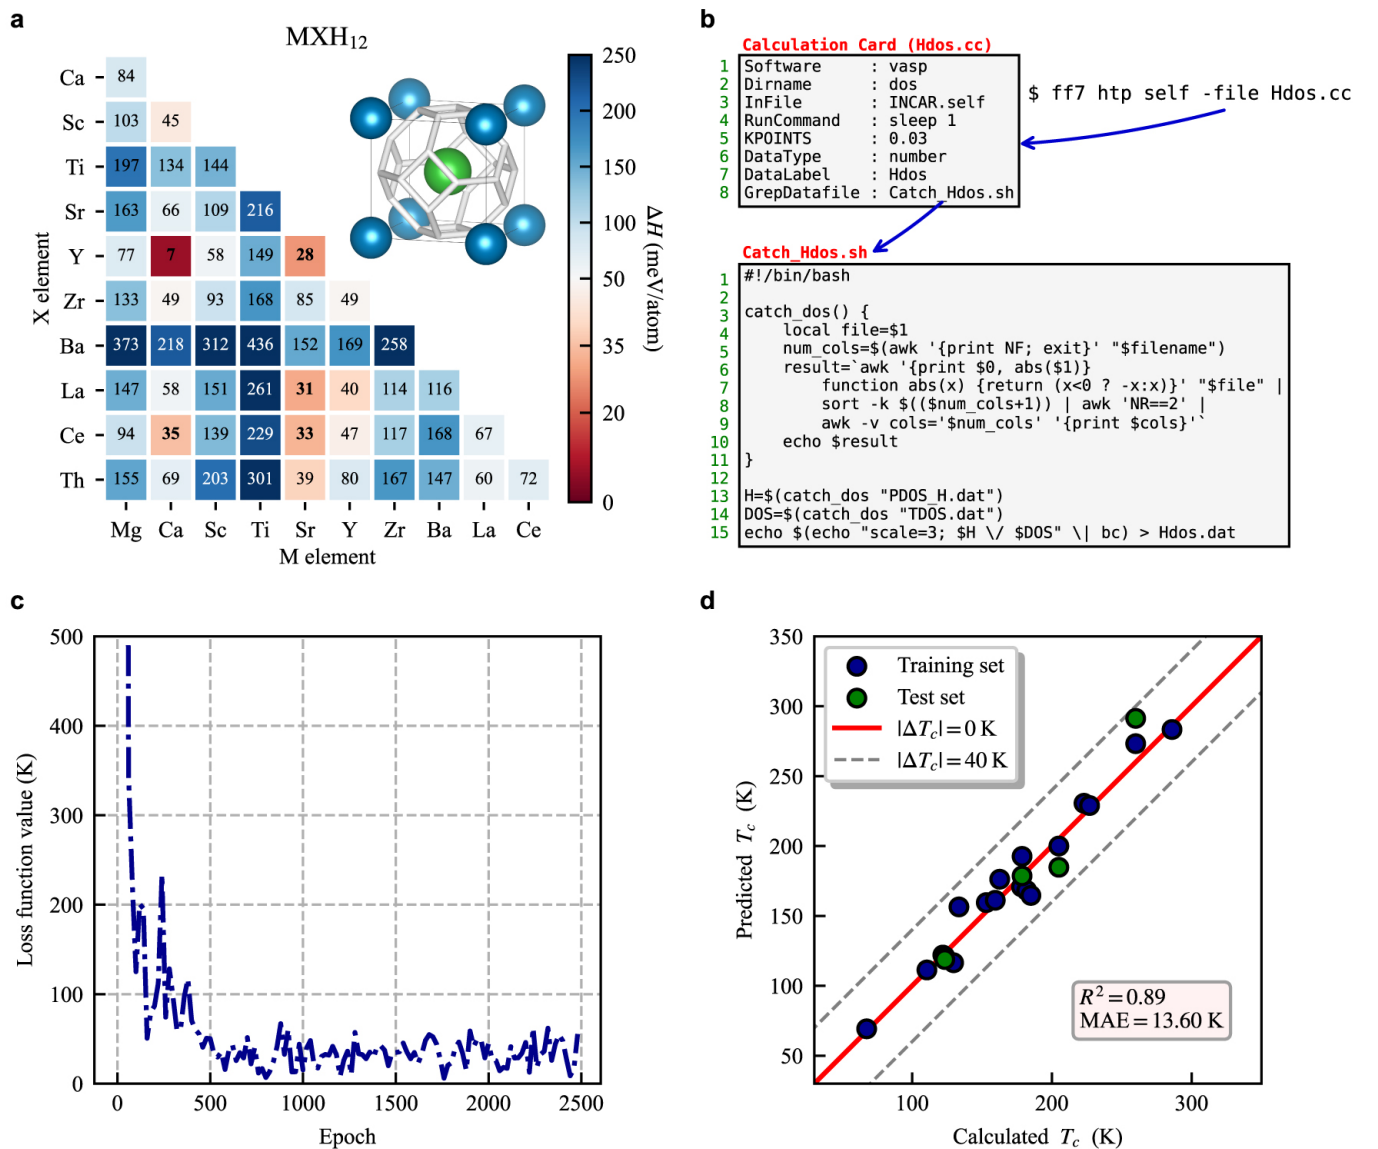 a
MXH12
Ca 84
Sc 103 45
Ti 197 134 144
Sr 163 66 109 216
Y 77 7 58 149 28
Zr 133 49 93 168 85 49
Ba 373 218 312 436 152 169 258
La 147 58 151 261 31 40 114 116
Ce 94 35 139 229 33 47 117 168 67
Th 155 69 203 301 39 80 167 147 60 72
Mg Ca Sc Ti Sr Y Zr Ba La Ce
M element
X element
250
200
150
100
50
35
20
0
ΔH (meV/atom)
b
Calculation Card (Hdos.cc)
1 Software : vasp
2 Dirname : dos
3 InFile : INCAR.self
4 RunCommand : sleep 1
5 KPOINTS : 0.03
6 DataType : number
7 DataLabel : Hdos
8 GrepDatafile : Catch_Hdos.sh
$ ff7 htp self -file Hdos.cc
Catch_Hdos.sh
1 #!/bin/bash
2
3 catch_dos() {
4 local file=$1
5 num_cols=$(awk '{print NF; exit}' "$filename")
6 result=`awk '{print $0, abs($1)}
7 function abs(x) {return (x<0 ? -x:x)}' "$file" |
8 sort -k $(($num_cols+1)) | awk 'NR==2' |
9 awk -v cols='$num_cols' '{print $cols}'`
10 echo $result
11 }
12
13 H=$(catch_dos "PDOS_H.dat")
14 DOS=$(catch_dos "TDOS.dat")
15 echo $(echo "scale=3; $H \/ $DOS" \| bc) > Hdos.dat
c
500
400
300
200
100
0
Loss function value (K)
0 500 1000 1500 2000 2500
Epoch
d
350
300
250
200
150
100
50
Predicted Tc (K)
Training set
Test set
|ΔTc| = 0 K
|ΔTc| = 40 K
R² = 0.89
MAE = 13.60 K
100 200 300
Calculated Tc (K)